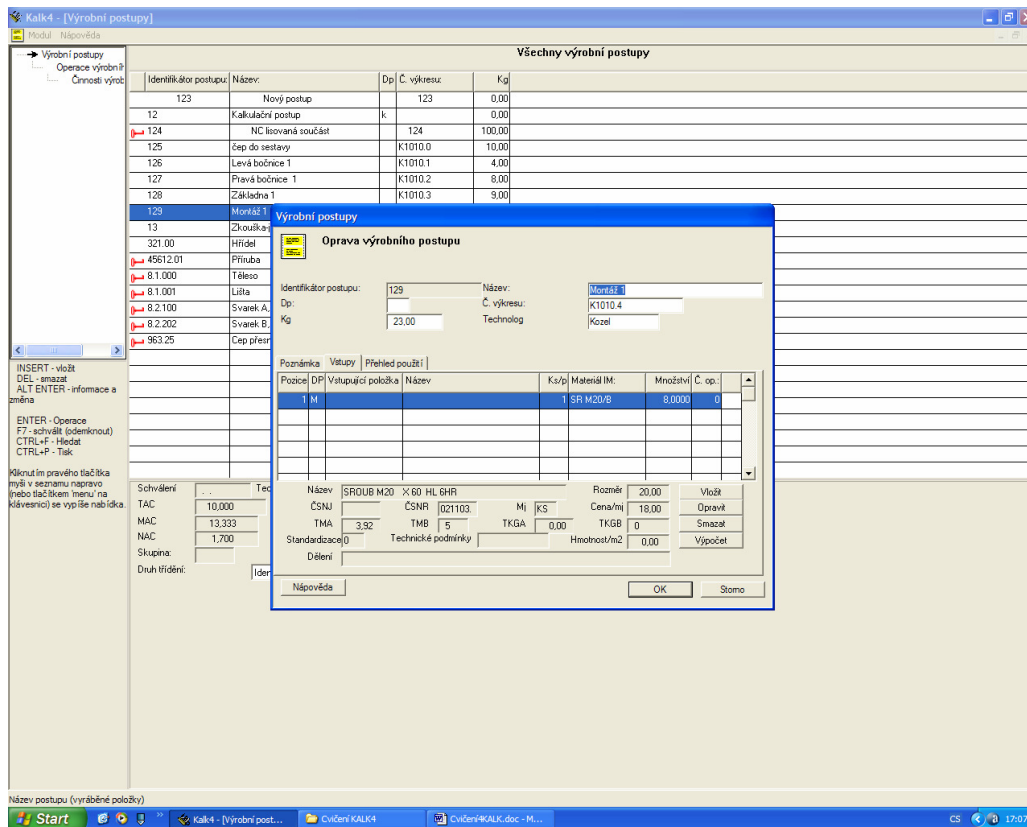 Kalk4 - [Výrobní postupy]
Modul Nápověda
Výrobní postupy
Operace výrobníh
Činnosti výrob
Všechny výrobní postupy
Identifikátor postupu: Název: Dp Č. výkresu: Kg
123 Nový postup 123 0,00
12 Kalkulační postup k 0,00
124 NC lisovaná součást 124 100,00
125 čep do sestavy K1010.0 10,00
126 Levá bočnice 1 K1010.1 4,00
127 Pravá bočnice 1 K1010.2 8,00
128 Základna 1 K1010.3 9,00
129 Montáž 1
13 Zkouška-
321.00 Hřídel
45612.01 Příruba
8.1.000 Těleso
8.1.001 Lišta
8.2.100 Svarek A,
8.2.202 Svarek B,
963.25 Cep přesr
INSERT - vložit
DEL - smazat
ALT ENTER - informace a
změna
ENTER - Operace
F7 - schválit (odemknout)
CTRL+F - Hledat
CTRL+P - Tisk
Kliknutím pravého tlačítka
myši v seznamu napravo
(nebo tlačítkem 'menu' na
klávesnici) se vypíše nabídka.
Schválení . . Tec
TAC 10,000
MAC 13,333
NAC 1,700
Skupina:
Druh třídění: Iden
Výrobní postupy
Oprava výrobního postupu
Identifikátor postupu: 129 Název: Montáž 1
Dp: Č. výkresu: K1010.4
Kg 23,00 Technolog Kozel
Poznámka Vstupy Přehled použití
Pozice DP Vstupující položka Název Ks/p Materiál IM: Množství Č. op.:
1 M 1 SR M20/B 8,0000 0
Název SROUB M20 X 60 HL 6HR Rozměr 20,00 Vložit
ČSNJ ČSNR 021103. Mj KS Cena/mj 18,00 Opravit
TMA 3,92 TMB 5 TKGA 0,00 TKGB 0 Smazat
Standardizace 0 Technické podmínky Hmotnost/m2 0,00 Výpočet
Dělení
Nápověda OK Storno
Název postupu (vyráběné položky)
Start Kalk4 - [Výrobní post... Cvičení KALK4 Cvičení4KALK.doc - M... CS 17:07